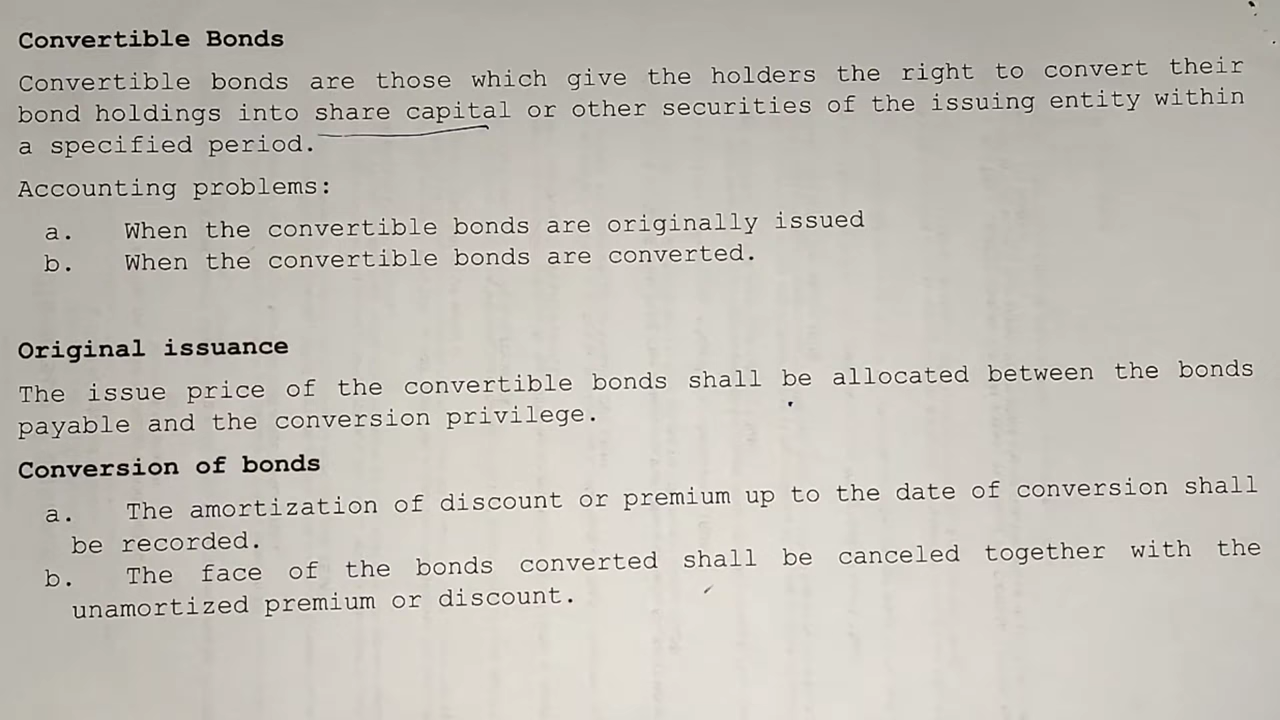 Convertible Bonds
Convertible bonds are those which give the holders the right to convert their
bond holdings into share capital or other securities of the issuing entity within
a specified period.
Accounting problems:
a. When the convertible bonds are originally issued
b. When the convertible bonds are converted.
Original issuance
The issue price of the convertible bonds shall be allocated between the bonds
payable and the conversion privilege.
Conversion of bonds
a. The amortization of discount or premium up to the date of conversion shall
be recorded.
b. The face of the bonds converted shall be canceled together with the
unamortized premium or discount.